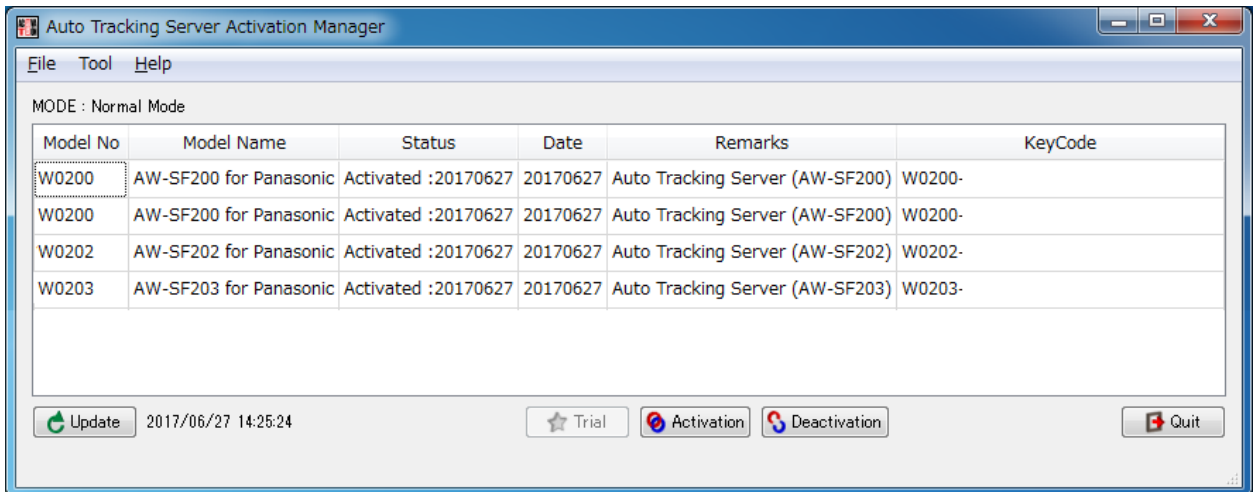 Auto Tracking Server Activation Manager
File Tool Help
MODE : Normal Mode
Model No Model Name Status Date Remarks KeyCode
W0200 AW-SF200 for Panasonic Activated :20170627 20170627 Auto Tracking Server (AW-SF200) W0200-
W0200 AW-SF200 for Panasonic Activated :20170627 20170627 Auto Tracking Server (AW-SF200) W0200-
W0202 AW-SF202 for Panasonic Activated :20170627 20170627 Auto Tracking Server (AW-SF202) W0202-
W0203 AW-SF203 for Panasonic Activated :20170627 20170627 Auto Tracking Server (AW-SF203) W0203-
Update 2017/06/27 14:25:24 Trial Activation Deactivation Quit